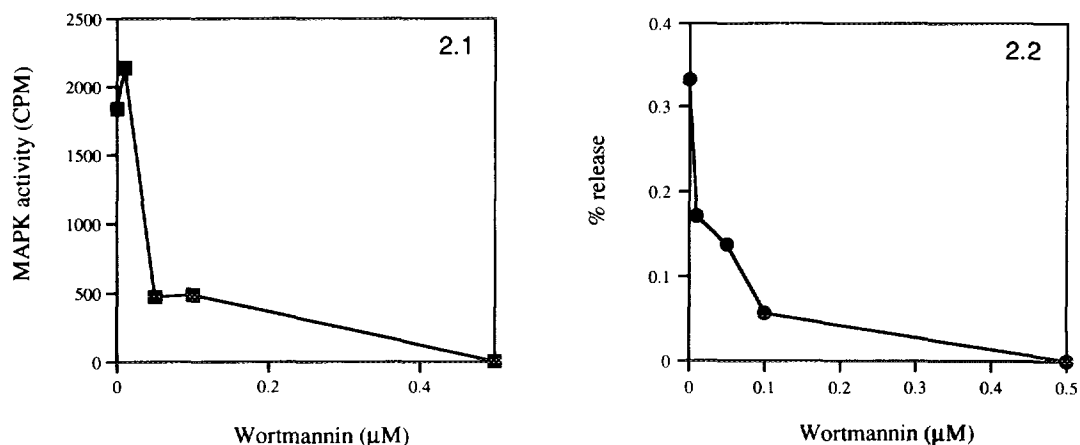 2.1
MAPK activity (CPM)
2500
2000
1500
1000
500
0
0 0.2 0.4
Wortmannin (μM)
2.2
% release
0.4
0.3
0.2
0.1
0
0 0.1 0.2 0.3 0.4 0.5
Wortmannin (μM)